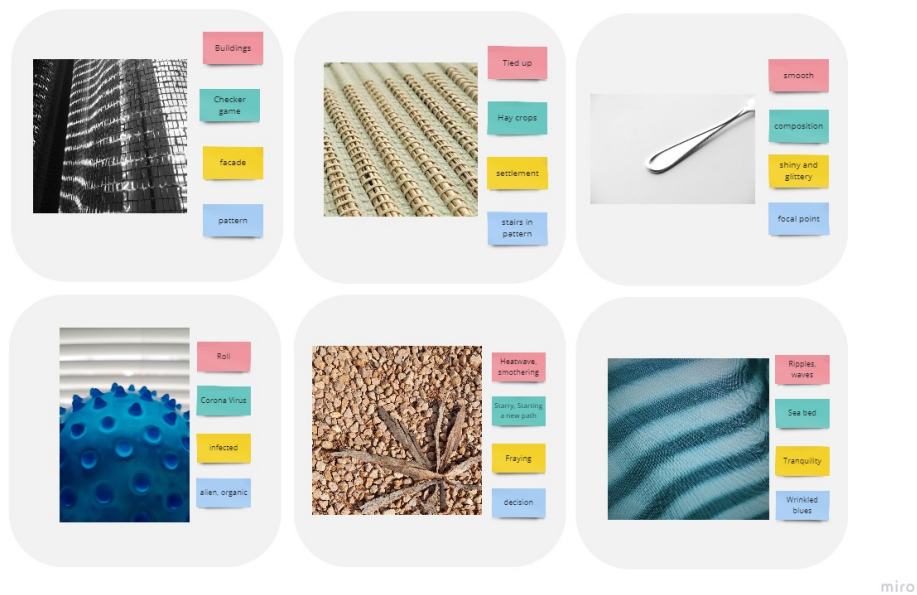 Buildings
Checker
game
facade
pattern
Tied up
Hay crops
settlement
stairs in
pattern
smooth
composition
shiny and
glittery
focal point
Roll
Corona Virus
infected
alien, organic
Heatwave,
smothering
Starry, Starting
a new path
Fraying
decision
Ripples,
waves
Sea bed
Tranquility
Wrinkled
blues
miro